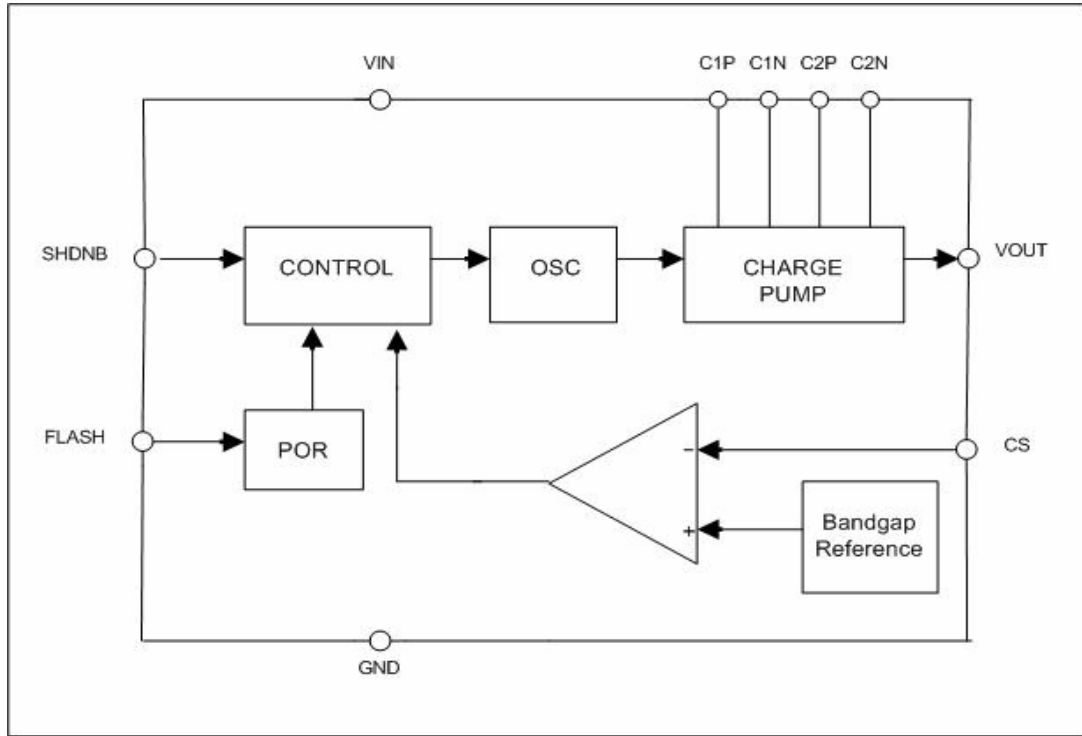 VIN
C1P C1N C2P C2N
SHDNB
CONTROL
OSC
CHARGE
PUMP
VOUT
FLASH
POR
-
CS
+
Bandgap
Reference
GND